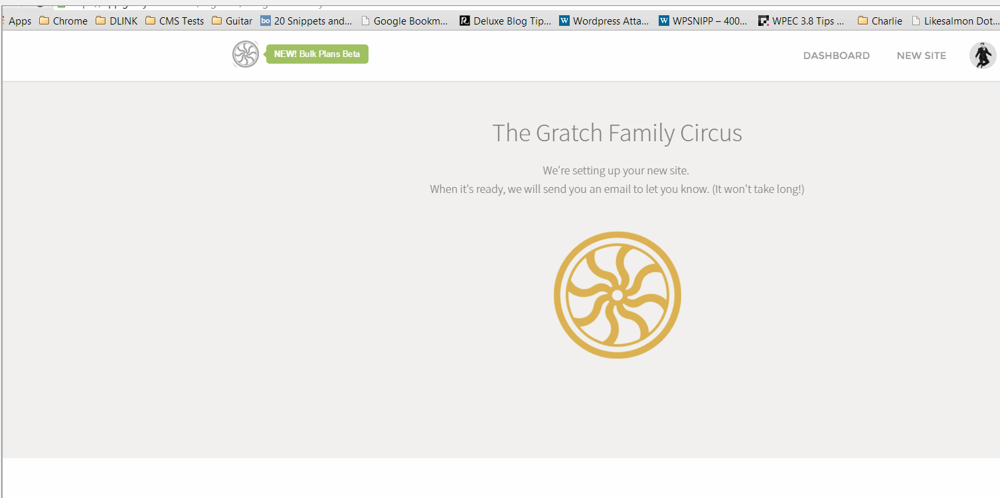 Apps Chrome DLINK CMS Tests Guitar 20 Snippets and... Google Bookm... Deluxe Blog Tip... Wordpress Atta... WPSNIPP – 400... WPEC 3.8 Tips ... Charlie Likesalmon Dot...
NEW! Bulk Plans Beta DASHBOARD NEW SITE
The Gratch Family Circus
We're setting up your new site.
When it's ready, we will send you an email to let you know. (It won't take long!)